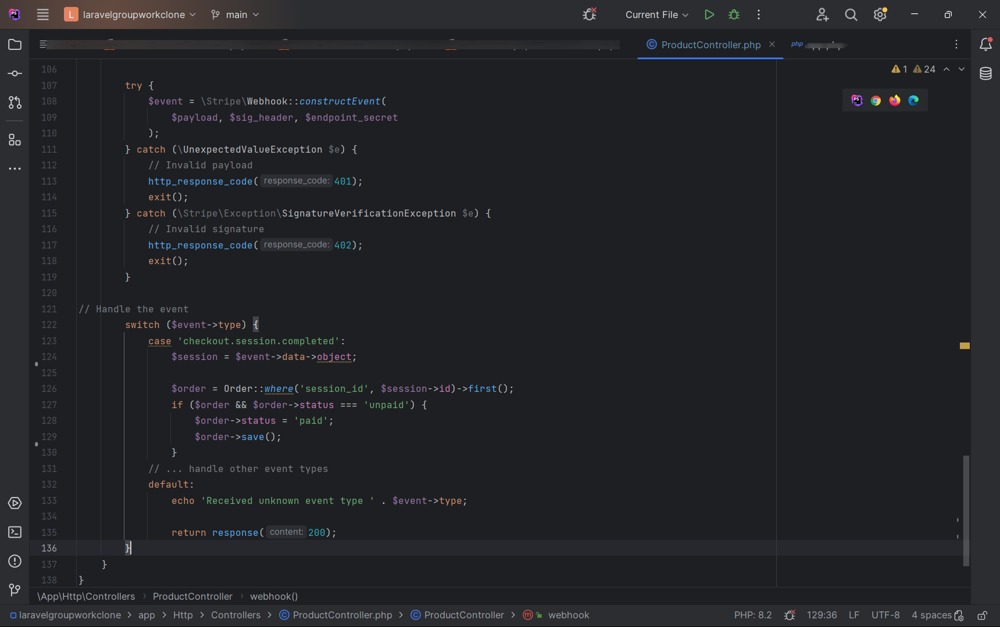 L laravelgroupworkclone main Current File
ProductController.php php
1 24
106
107 try {
108 $event = \Stripe\Webhook::constructEvent(
109 $payload, $sig_header, $endpoint_secret
110 );
111 } catch (\UnexpectedValueException $e) {
112 // Invalid payload
113 http_response_code( response_code: 401);
114 exit();
115 } catch (\Stripe\Exception\SignatureVerificationException $e) {
116 // Invalid signature
117 http_response_code( response_code: 402);
118 exit();
119 }
120
121 // Handle the event
122 switch ($event->type) {
123 case 'checkout.session.completed':
124 $session = $event->data->object;
125
126 $order = Order::where('session_id', $session->id)->first();
127 if ($order && $order->status === 'unpaid') {
128 $order->status = 'paid';
129 $order->save();
130 }
131 // ... handle other event types
132 default:
133 echo 'Received unknown event type ' . $event->type;
134
135 return response( content: 200);
136 }
137 }
138 }
\App\Http\Controllers > ProductController > webhook()
laravelgroupworkclone > app > Http > Controllers > ProductController.php > ProductController > webhook PHP: 8.2 129:36 LF UTF-8 4 spaces